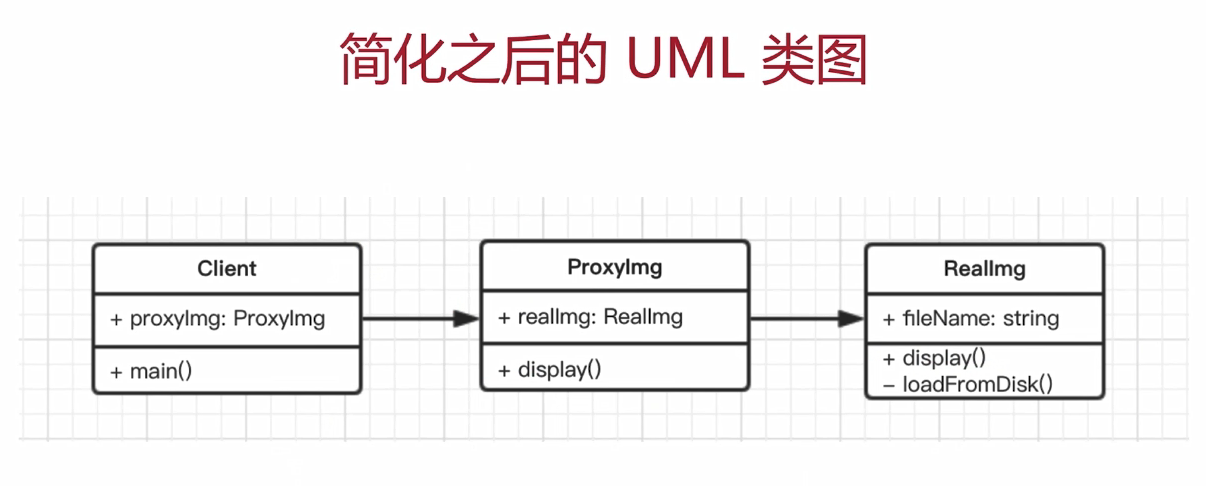 简化之后的 UML 类图
Client
+ proxyImg: ProxyImg
+ main()
ProxyImg
+ realImg: RealImg
+ display()
RealImg
+ fileName: string
+ display()
– loadFromDisk()